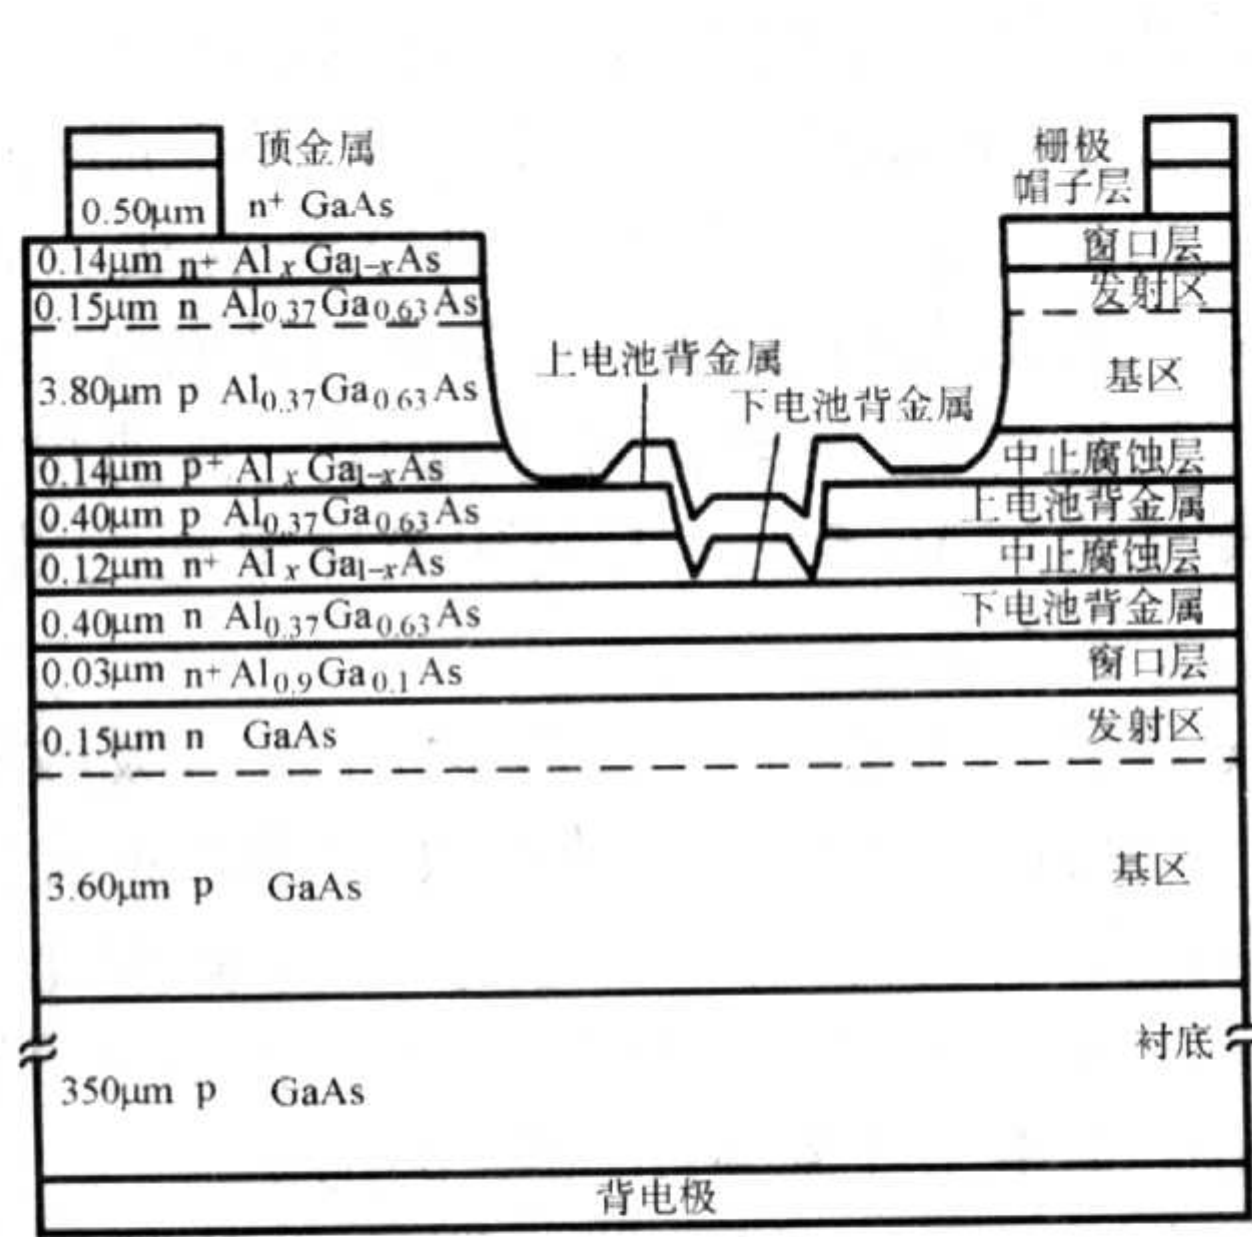 顶金属
栅极
帽子层
0.50μm n⁺ GaAs
0.14μm n⁺ AlₓGa₁₋ₓAs 窗口层
0.15μm n Al₀.₃₇Ga₀.₆₃As 发射区
上电池背金属
3.80μm p Al₀.₃₇Ga₀.₆₃As 基区
下电池背金属
0.14μm p⁺ AlₓGa₁₋ₓAs 中止腐蚀层
0.40μm p Al₀.₃₇Ga₀.₆₃As 上电池背金属
0.12μm n⁺ AlₓGa₁₋ₓAs 中止腐蚀层
0.40μm n Al₀.₃₇Ga₀.₆₃As 下电池背金属
0.03μm n⁺ Al₀.₉Ga₀.₁As 窗口层
0.15μm n GaAs 发射区
3.60μm p GaAs 基区
衬底
350μm p GaAs
背电极